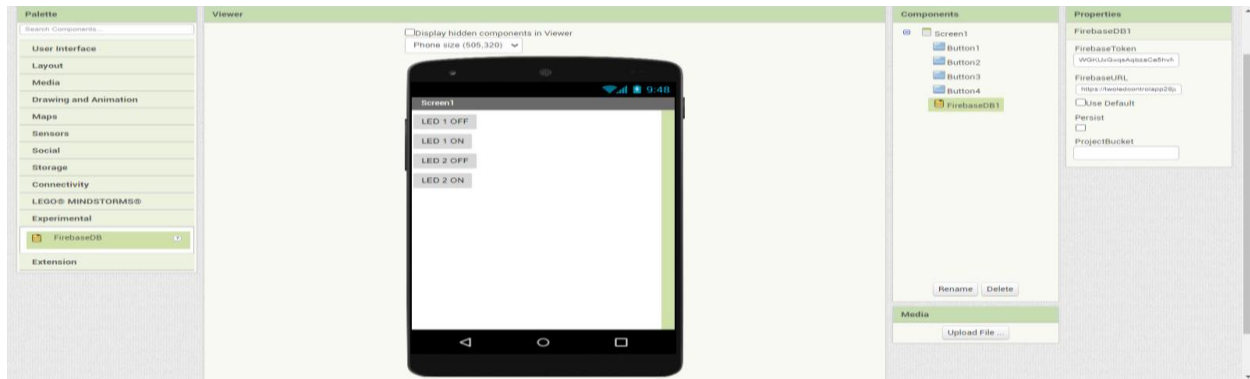 Palette
Search Components...
User Interface
Layout
Media
Drawing and Animation
Maps
Sensors
Social
Storage
Connectivity
LEGO® MINDSTORMS®
Experimental
FirebaseDB
?
Extension
Viewer
Display hidden components in Viewer
Phone size (505,320)
9:48
Screen1
LED 1 OFF
LED 1 ON
LED 2 OFF
LED 2 ON
Components
Screen1
Button1
Button2
Button3
Button4
FirebaseDB1
Rename Delete
Media
Upload File ...
Properties
FirebaseDB1
FirebaseToken
FirebaseURL
https://twoledcontrolapp28p
Use Default
Persist
ProjectBucket